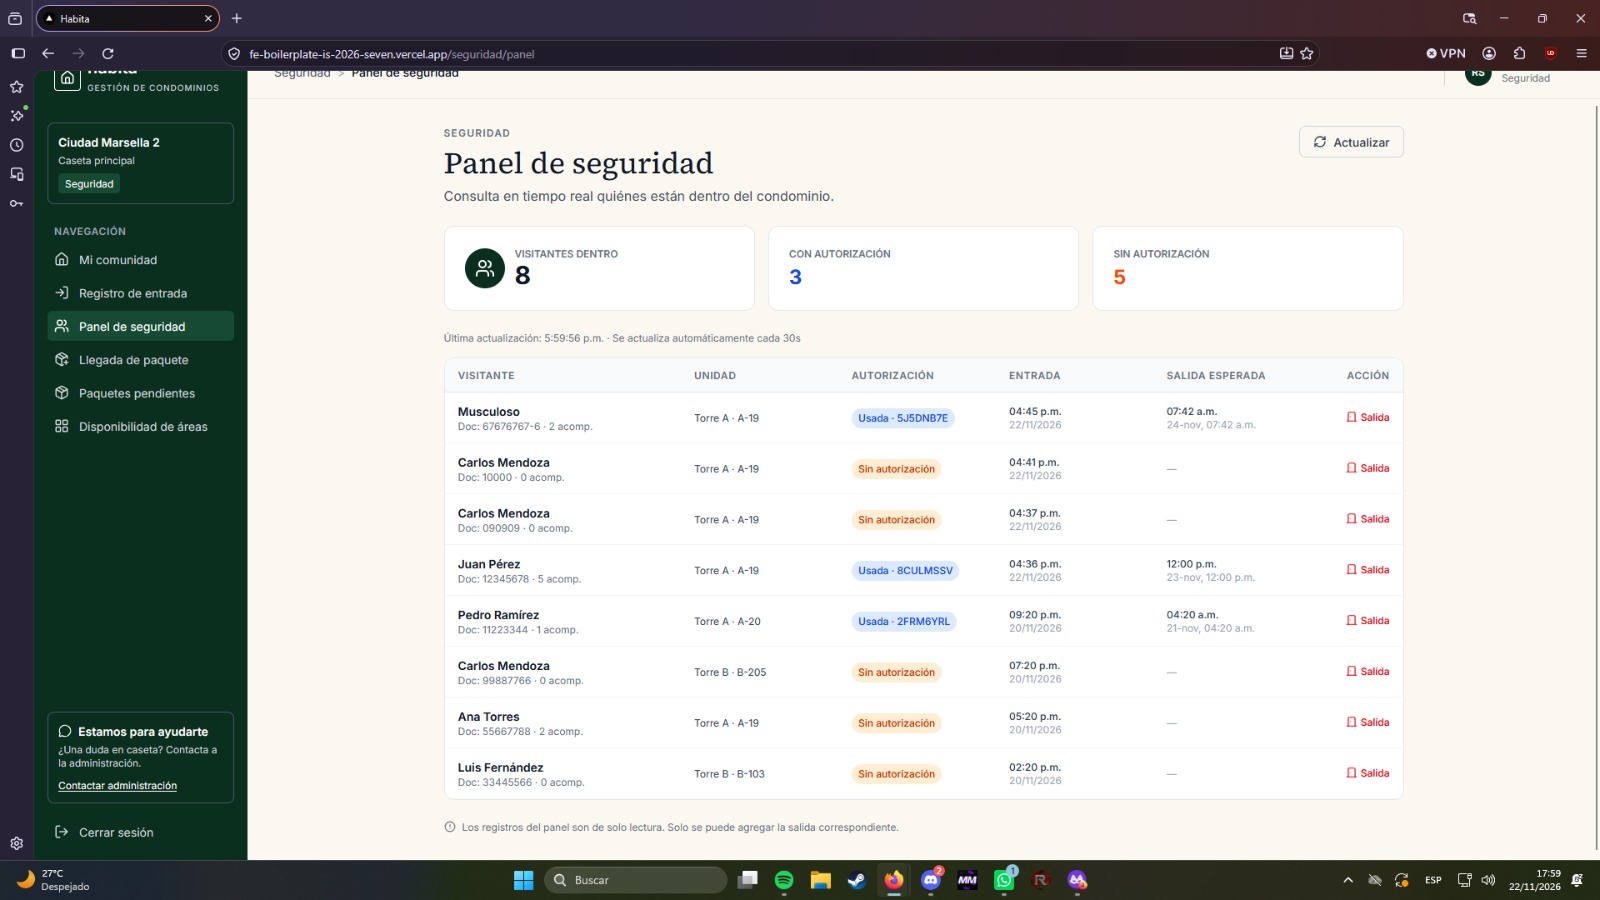 Habita
fe-boilerplate-is-2026-seven.vercel.app/seguridad/panel
VPN
Habita
GESTIÓN DE CONDOMINIOS
Ciudad Marsella 2
Caseta principal
Seguridad
NAVEGACIÓN
Mi comunidad
Registro de entrada
Panel de seguridad
Llegada de paquete
Paquetes pendientes
Disponibilidad de áreas
Estamos para ayudarte
¿Una duda en caseta? Contacta a
la administración.
Contactar administración
Cerrar sesión
Seguridad > Panel de seguridad
RS
Seguridad
SEGURIDAD
Panel de seguridad
Consulta en tiempo real quiénes están dentro del condominio.
Actualizar
VISITANTES DENTRO
8
CON AUTORIZACIÓN
3
SIN AUTORIZACIÓN
5
Última actualización: 5:59:56 p.m. · Se actualiza automáticamente cada 30s
VISITANTE UNIDAD AUTORIZACIÓN ENTRADA SALIDA ESPERADA ACCIÓN
Musculoso
Doc: 67676767-6 · 2 acomp.
Torre A · A-19
Usada · 5J5DNB7E
04:45 p.m.
22/11/2026
07:42 a.m.
24-nov, 07:42 a.m.
Salida
Carlos Mendoza
Doc: 10000 · 0 acomp.
Torre A · A-19
Sin autorización
04:41 p.m.
22/11/2026
—
Salida
Carlos Mendoza
Doc: 090909 · 0 acomp.
Torre A · A-19
Sin autorización
04:37 p.m.
22/11/2026
—
Salida
Juan Pérez
Doc: 12345678 · 5 acomp.
Torre A · A-19
Usada · 8CULMSSV
04:36 p.m.
22/11/2026
12:00 p.m.
23-nov, 12:00 p.m.
Salida
Pedro Ramírez
Doc: 11223344 · 1 acomp.
Torre A · A-20
Usada · 2FRM6YRL
09:20 p.m.
20/11/2026
04:20 a.m.
21-nov, 04:20 a.m.
Salida
Carlos Mendoza
Doc: 99887766 · 0 acomp.
Torre B · B-205
Sin autorización
07:20 p.m.
20/11/2026
—
Salida
Ana Torres
Doc: 55667788 · 2 acomp.
Torre A · A-19
Sin autorización
05:20 p.m.
20/11/2026
—
Salida
Luis Fernández
Doc: 33445566 · 0 acomp.
Torre B · B-103
Sin autorización
02:20 p.m.
20/11/2026
—
Salida
Los registros del panel son de solo lectura. Solo se puede agregar la salida correspondiente.
27°C
Despejado
Buscar
2
MM
1
R
ESP
17:59
22/11/2026